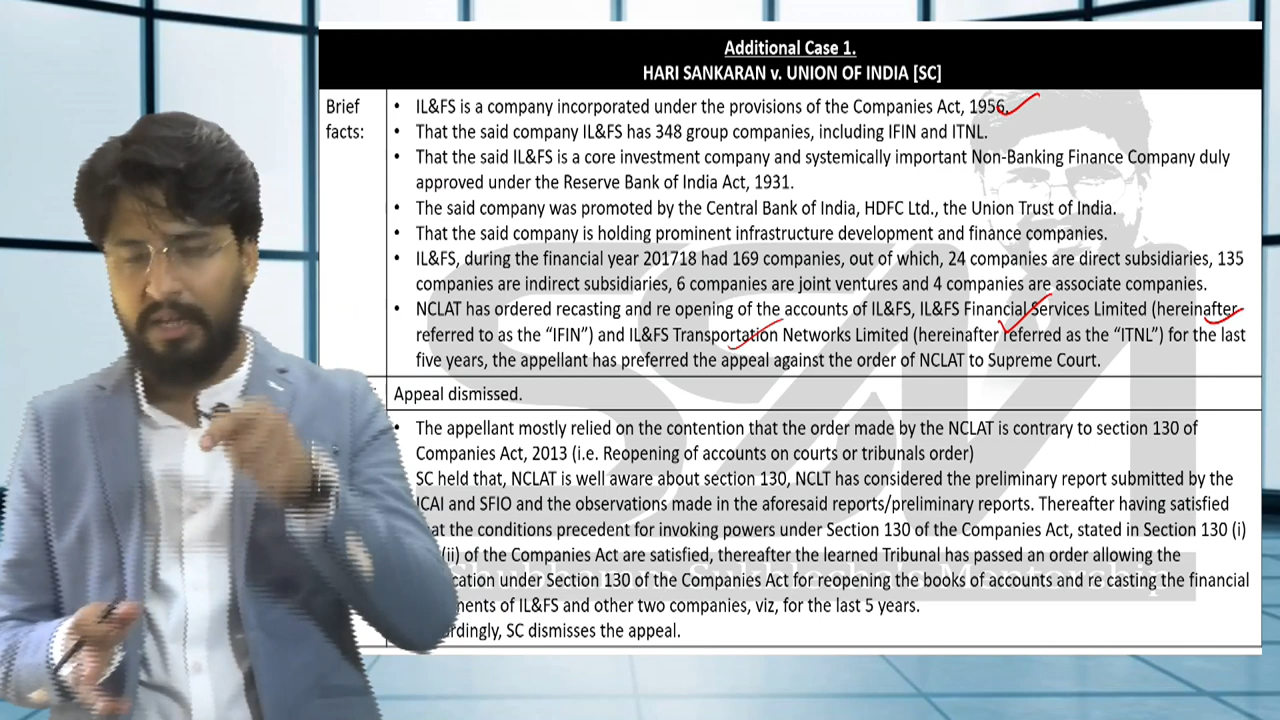 Additional Case 1.
HARI SANKARAN v. UNION OF INDIA [SC]
Brief facts:
• IL&FS is a company incorporated under the provisions of the Companies Act, 1956.
• That the said company IL&FS has 348 group companies, including IFIN and ITNL.
• That the said IL&FS is a core investment company and systemically important Non-Banking Finance Company duly
approved under the Reserve Bank of India Act, 1931.
• The said company was promoted by the Central Bank of India, HDFC Ltd., the Union Trust of India.
• That the said company is holding prominent infrastructure development and finance companies.
• IL&FS, during the financial year 201718 had 169 companies, out of which, 24 companies are direct subsidiaries, 135
companies are indirect subsidiaries, 6 companies are joint ventures and 4 companies are associate companies.
• NCLAT has ordered recasting and re opening of the accounts of IL&FS, IL&FS Financial Services Limited (hereinafter
referred to as the “IFIN”) and IL&FS Transportation Networks Limited (hereinafter referred as the “ITNL”) for the last
five years, the appellant has preferred the appeal against the order of NCLAT to Supreme Court.
Appeal dismissed.
• The appellant mostly relied on the contention that the order made by the NCLAT is contrary to section 130 of
Companies Act, 2013 (i.e. Reopening of accounts on courts or tribunals order)
SC held that, NCLAT is well aware about section 130, NCLT has considered the preliminary report submitted by the
ICAI and SFIO and the observations made in the aforesaid reports/preliminary reports. Thereafter having satisfied
the conditions precedent for invoking powers under Section 130 of the Companies Act, stated in Section 130 (i)
(ii) of the Companies Act are satisfied, thereafter the learned Tribunal has passed an order allowing the
under Section 130 of the Companies Act for reopening the books of accounts and re casting the financial
of IL&FS and other two companies, viz, for the last 5 years.
SC dismisses the appeal.
Mentorship